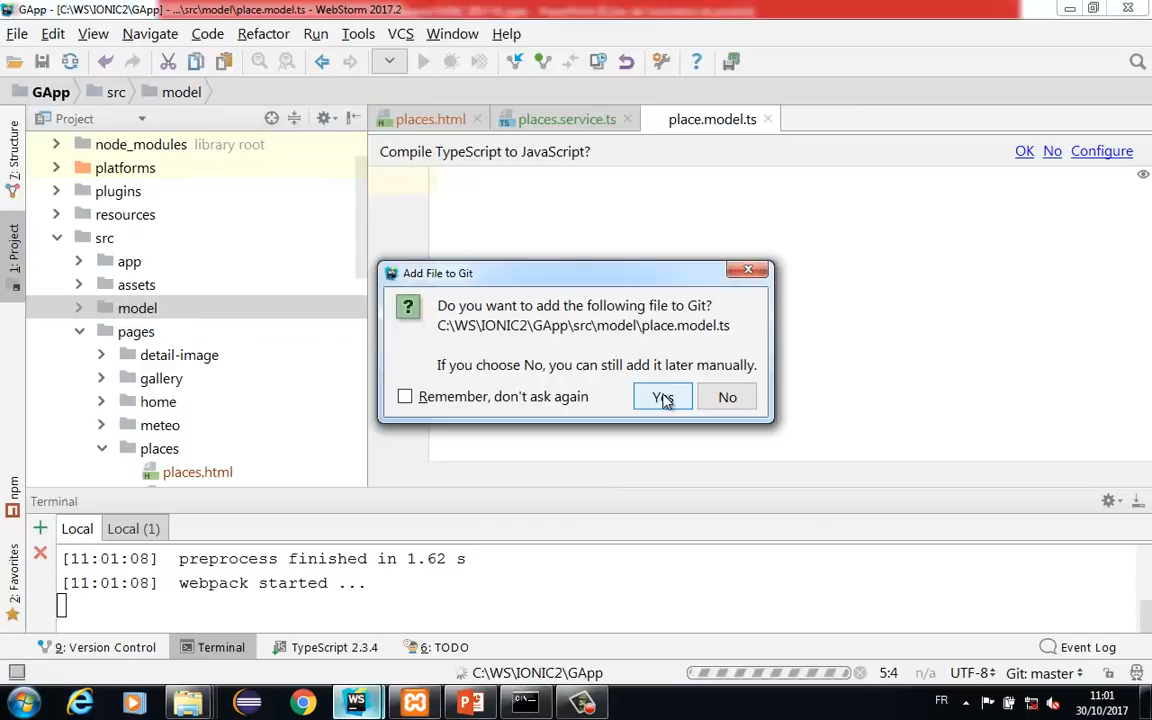 GApp - [C:\WS\IONIC2\GApp] - ...\src\model\place.model.ts - WebStorm 2017.2
File Edit View Navigate Code Refactor Run Tools VCS Window Help
GApp src model
Project
places.html places.service.ts place.model.ts
Compile TypeScript to JavaScript? OK No Configure
7: Structure
1: Project
npm
2: Favorites
node_modules library root
platforms
plugins
resources
src
app
assets
model
pages
detail-image
gallery
home
meteo
places
places.html
Add File to Git
Do you want to add the following file to Git?
C:\WS\IONIC2\GApp\src\model\place.model.ts
If you choose No, you can still add it later manually.
Remember, don't ask again Yes No
Terminal
Local Local (1)
[11:01:08] preprocess finished in 1.62 s
[11:01:08] webpack started ...
9: Version Control Terminal TypeScript 2.3.4 6: TODO Event Log
C:\WS\IONIC2\GApp 5:4 n/a UTF-8 Git: master
FR 11:01
30/10/2017